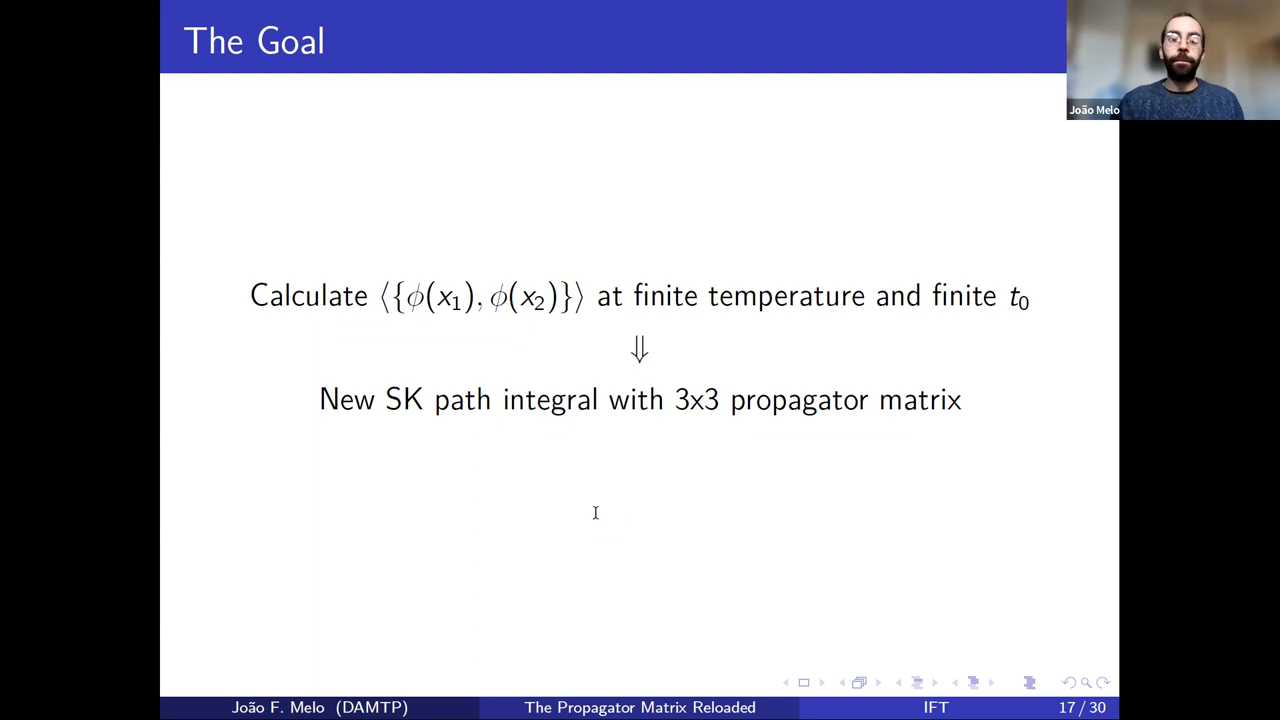 The Goal
João Melo
Calculate ⟨{ϕ(x₁), ϕ(x₂)}⟩ at finite temperature and finite t₀
⇓
New SK path integral with 3x3 propagator matrix
João F. Melo (DAMTP) The Propagator Matrix Reloaded IFT 17 / 30